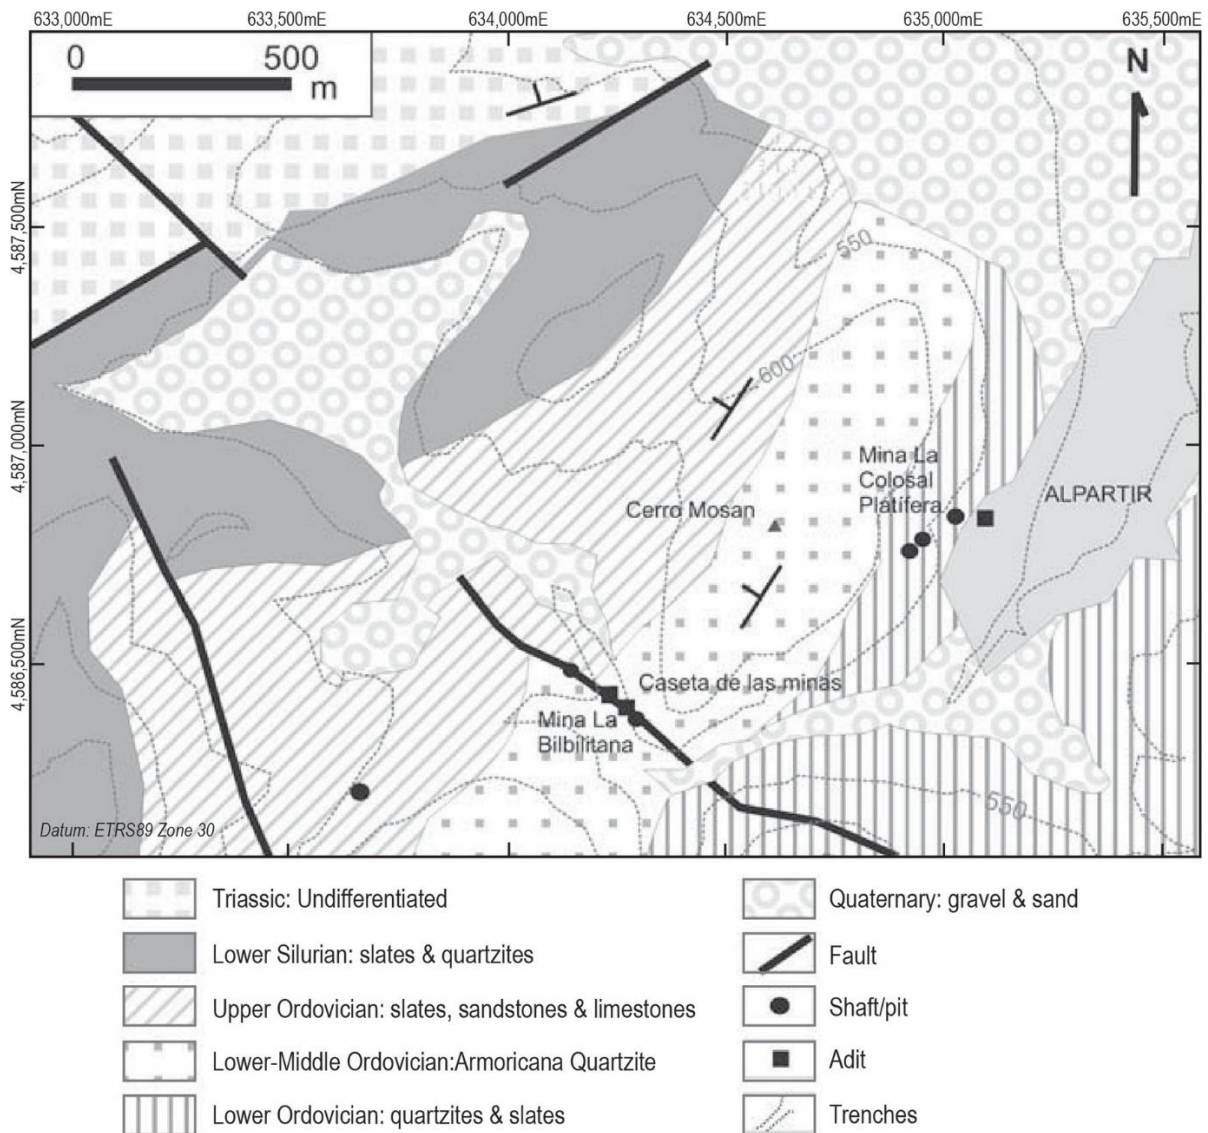 633,000mE 633,500mE 634,000mE 634,500mE 635,000mE 635,500mE
0 500
m
N
4,587,500mN
550
600
4,587,000mN
Mina La
Colosal
Platifera
ALPARTIR
Cerro Mosan
4,586,500mN
Caseta de las minas
Mina La
Bilbilitana
550
Datum: ETRS89 Zone 30
Triassic: Undifferentiated
Lower Silurian: slates & quartzites
Upper Ordovician: slates, sandstones & limestones
Lower-Middle Ordovician:Armoricana Quartzite
Lower Ordovician: quartzites & slates
Quaternary: gravel & sand
Fault
Shaft/pit
Adit
Trenches